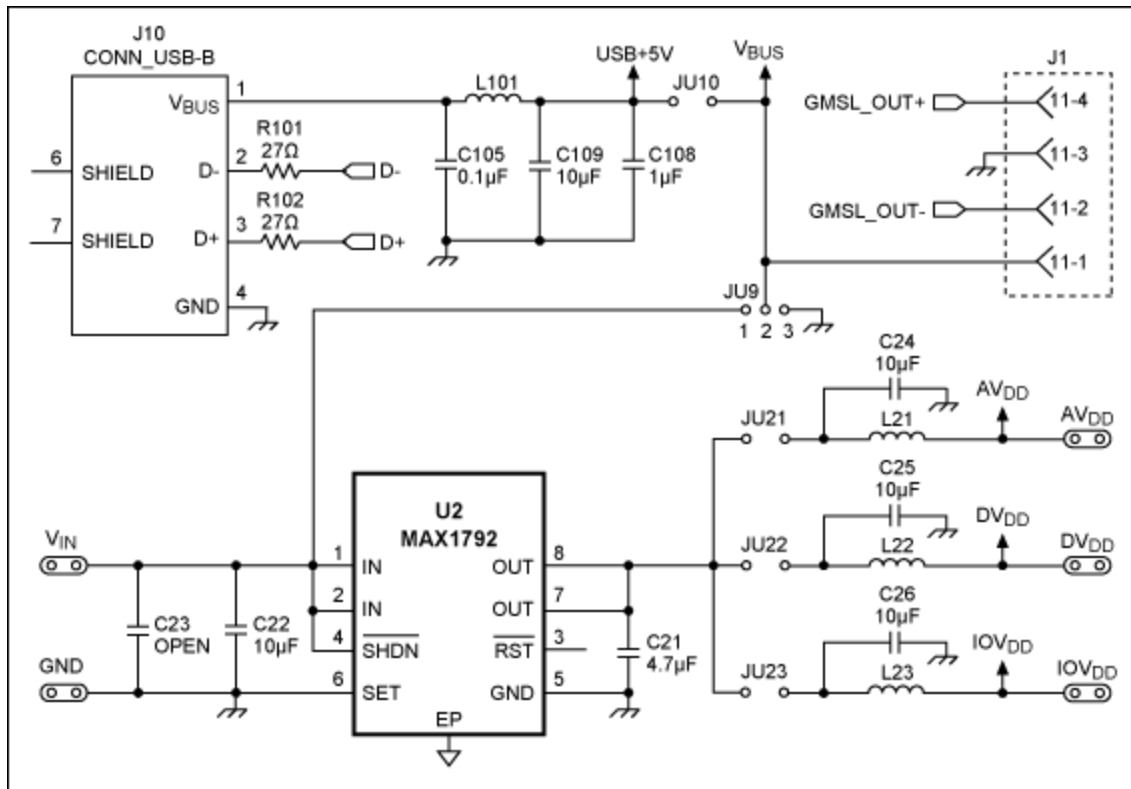 J10
CONN_USB-B
VBUS
1
6
SHIELD
7
SHIELD
D-
2
R101
27Ω
D-
D+
3
R102
27Ω
D+
GND
4
L101
C105
0.1µF
C109
10µF
C108
1µF
USB+5V
JU10
VBUS
J1
GMSL_OUT+
11-4
11-3
GMSL_OUT-
11-2
11-1
JU9
1 2 3
VIN
GND
C23
OPEN
C22
10µF
U2
MAX1792
1
IN
2
IN
4
SHDN
6
SET
EP
OUT
8
OUT
7
RST
3
GND
5
C21
4.7µF
JU21
C24
10µF
L21
AVDD
AVDD
JU22
C25
10µF
L22
DVDD
DVDD
JU23
C26
10µF
L23
IOVDD
IOVDD